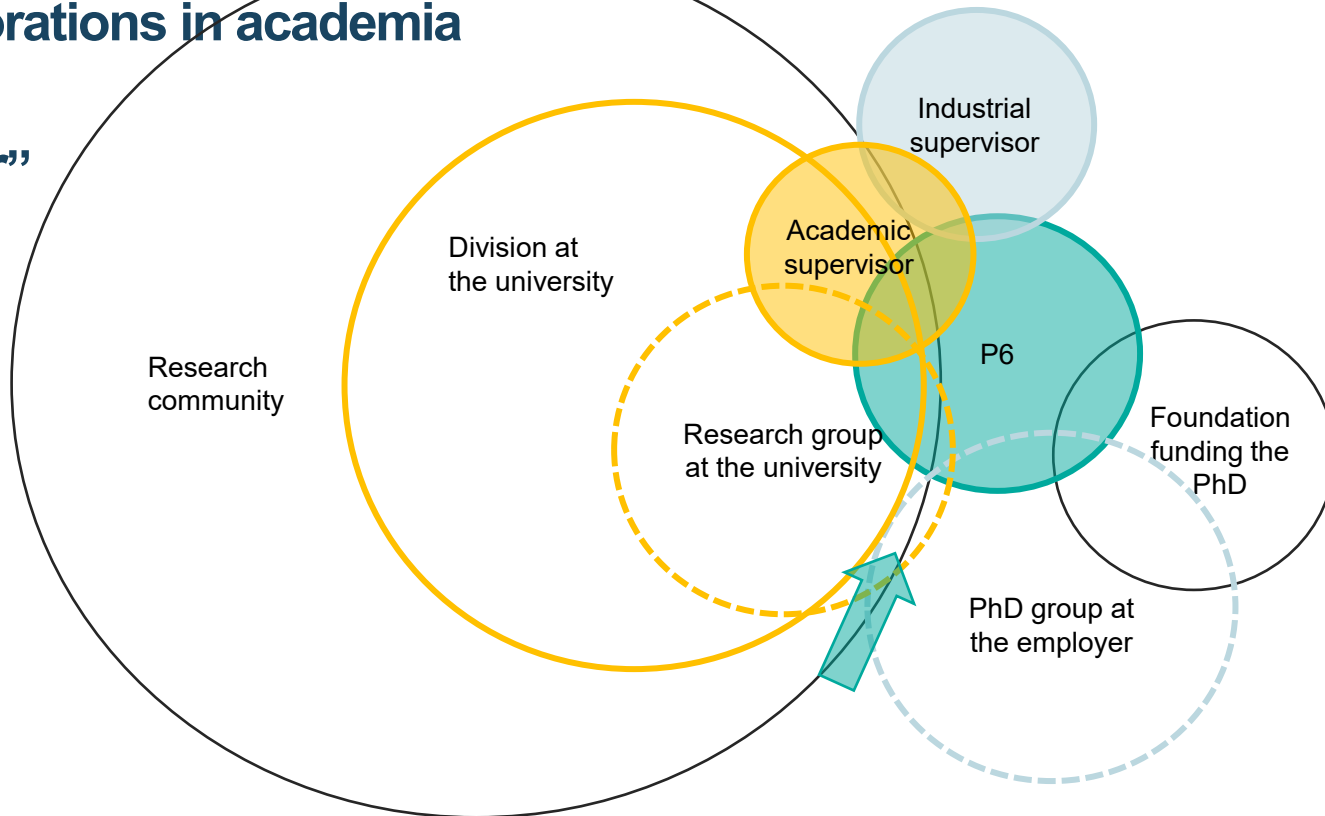 orations in academia
r”
Industrial
supervisor
Academic
supervisor
Division at
the university
P6
Research
community
Foundation
funding the
PhD
Research group
at the university
PhD group at
the employer